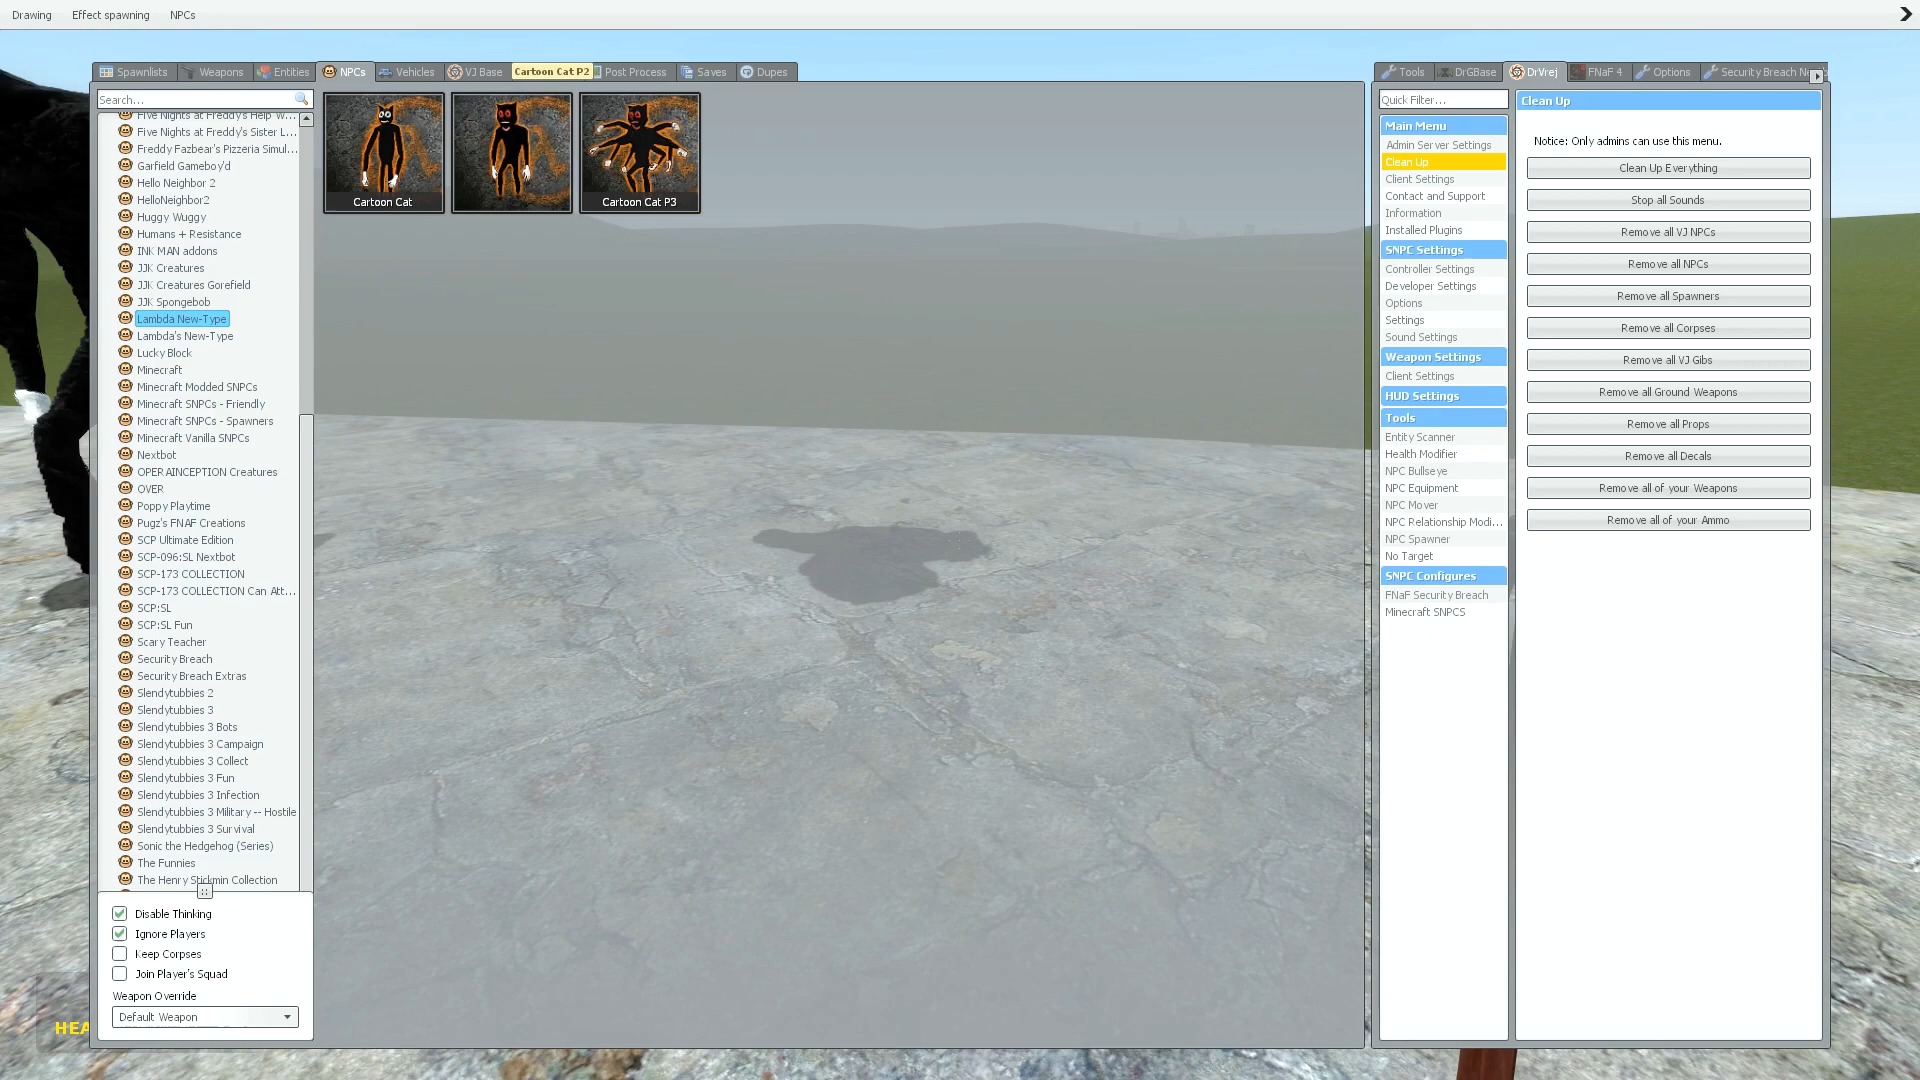 Drawing
Effect spawning
NPCs
Spawnlists
Weapons
Entities
NPCs
Vehicles
VJ Base
Cartoon Cat P2
Post Process
Saves
Dupes
Search...
Five Nights at Freddy's Help W...
Five Nights at Freddy's Sister L...
Freddy Fazbear's Pizzeria Simul...
Garfield Gameboy'd
Hello Neighbor 2
HelloNeighbor2
Huggy Wuggy
Humans + Resistance
INK MAN addons
JJK Creatures
JJK Creatures Gorefield
JJK Spongebob
Lambda New-Type
Lambda's New-Type
Lucky Block
Minecraft
Minecraft Modded SNPCs
Minecraft SNPCs - Friendly
Minecraft SNPCs - Spawners
Minecraft Vanilla SNPCs
Nextbot
OPERAINCEPTION Creatures
OVER
Poppy Playtime
Pugz's FNAF Creations
SCP Ultimate Edition
SCP-096:SL Nextbot
SCP-173 COLLECTION
SCP-173 COLLECTION Can Att...
SCP:SL
SCP:SL Fun
Scary Teacher
Security Breach
Security Breach Extras
Slendytubbies 2
Slendytubbies 3
Slendytubbies 3 Bots
Slendytubbies 3 Campaign
Slendytubbies 3 Collect
Slendytubbies 3 Fun
Slendytubbies 3 Infection
Slendytubbies 3 Military -- Hostile
Slendytubbies 3 Survival
Sonic the Hedgehog (Series)
The Funnies
The Henry Stickmin Collection
Disable Thinking
Ignore Players
Keep Corpses
Join Player's Squad
Weapon Override
Default Weapon
HEA
Cartoon Cat
Cartoon Cat P3
Tools
DrGBase
DrVrej
FNaF 4
Options
Security Breach
Quick Filter...
Main Menu
Admin Server Settings
Clean Up
Client Settings
Contact and Support
Information
Installed Plugins
SNPC Settings
Controller Settings
Developer Settings
Options
Settings
Sound Settings
Weapon Settings
Client Settings
HUD Settings
Tools
Entity Scanner
Health Modifier
NPC Bullseye
NPC Equipment
NPC Mover
NPC Relationship Modi...
NPC Spawner
No Target
SNPC Configures
FNaF Security Breach
Minecraft SNPCS
Clean Up
Notice: Only admins can use this menu.
Clean Up Everything
Stop all Sounds
Remove all VJ NPCs
Remove all NPCs
Remove all Spawners
Remove all Corpses
Remove all VJ Gibs
Remove all Ground Weapons
Remove all Props
Remove all Decals
Remove all of your Weapons
Remove all of your Ammo